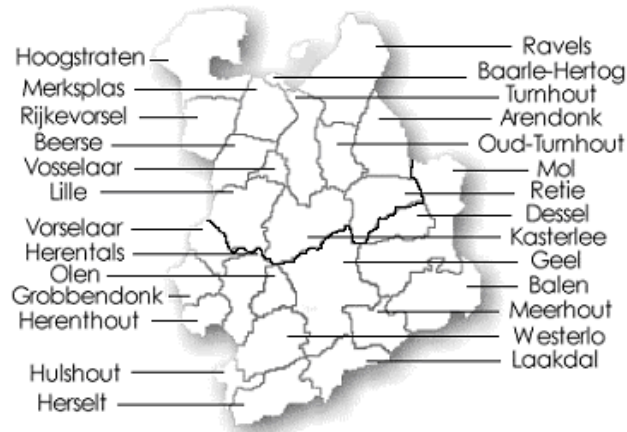 Hoogstraten
Merksplas
Rijkevorsel
Beerse
Vosselaar
Lille
Vorselaar
Herentals
Olen
Grobbendonk
Herenthout
Hulshout
Herselt
Ravels
Baarle-Hertog
Turnhout
Arendonk
Oud-Turnhout
Mol
Retie
Dessel
Kasterlee
Geel
Balen
Meerhout
Westerlo
Laakdal